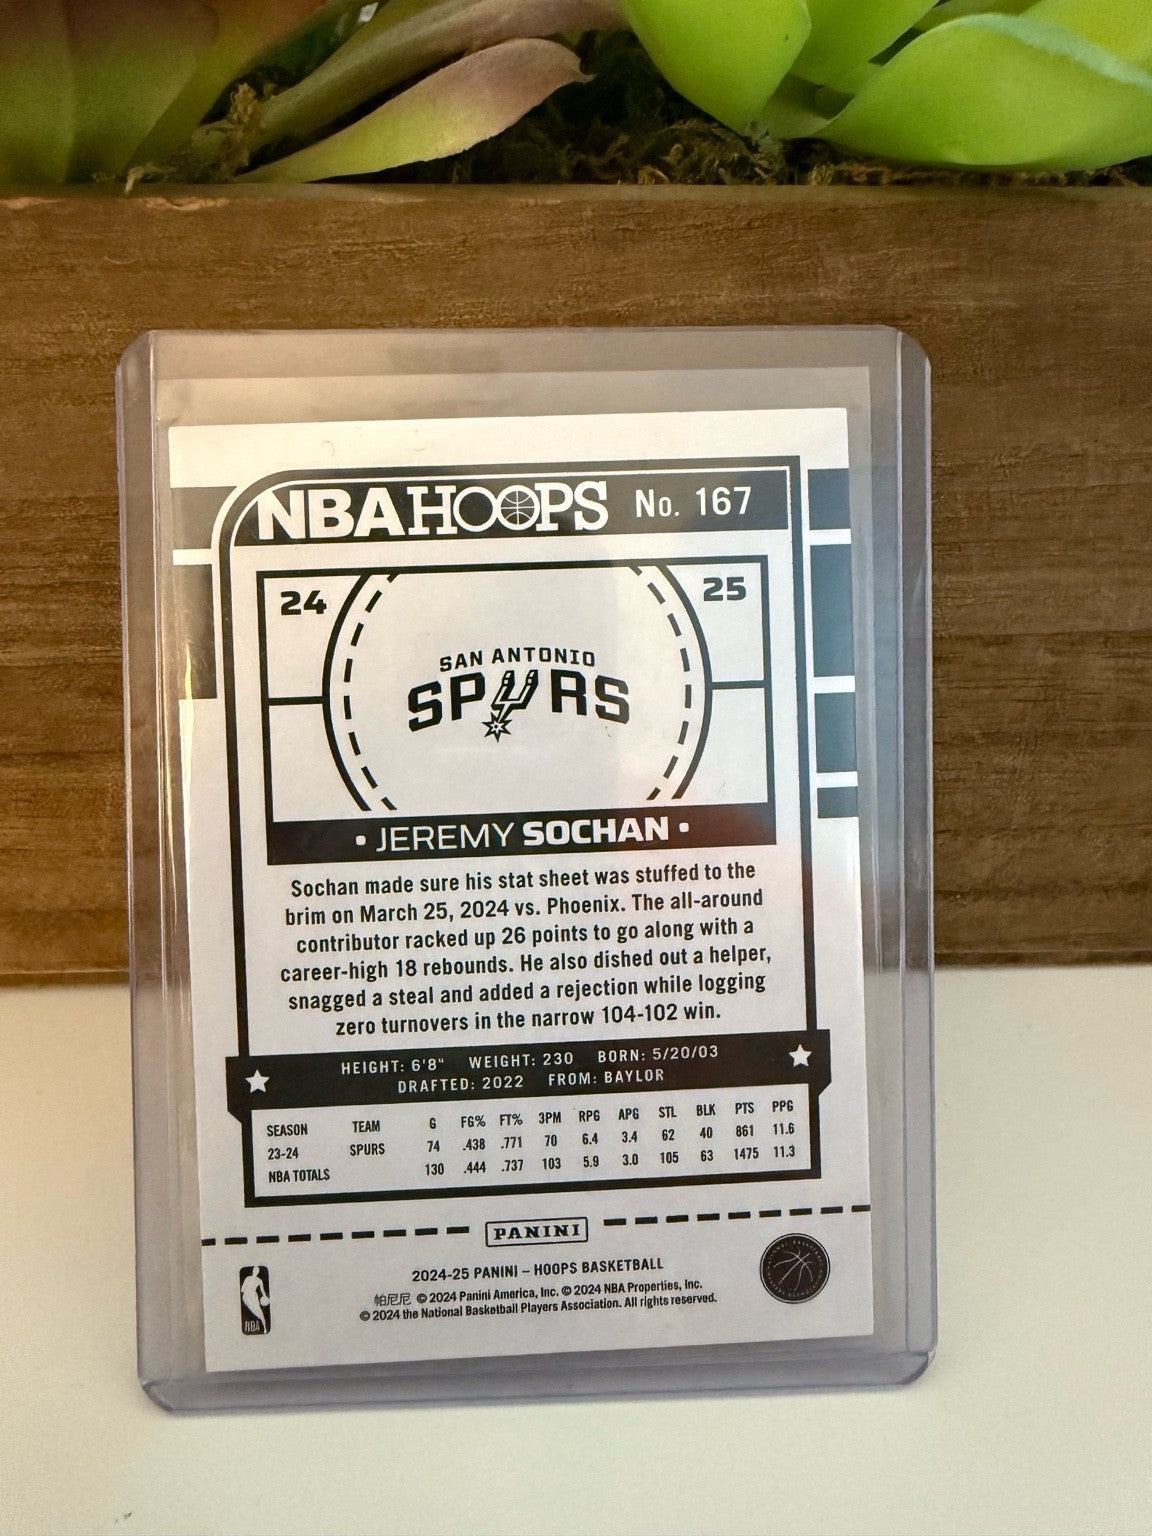 NBA HOOPS No. 167
24 25
SAN ANTONIO
SPURS
• JEREMY SOCHAN •
Sochan made sure his stat sheet was stuffed to the
brim on March 25, 2024 vs. Phoenix. The all-around
contributor racked up 26 points to go along with a
career-high 18 rebounds. He also dished out a helper,
snagged a steal and added a rejection while logging
zero turnovers in the narrow 104-102 win.
HEIGHT: 6'8" WEIGHT: 230 BORN: 5/20/03
DRAFTED: 2022 FROM: BAYLOR
SEASON TEAM G FG% FT% 3PM RPG APG STL BLK PTS PPG
23-24 SPURS 74 .438 .771 70 6.4 3.4 62 40 861 11.6
NBA TOTALS 130 .444 .737 103 5.9 3.0 105 63 1475 11.3
PANINI
2024-25 PANINI – HOOPS BASKETBALL
帕尼尼 © 2024 Panini America, Inc. © 2024 NBA Properties, Inc.
© 2024 the National Basketball Players Association. All rights reserved.
NBA